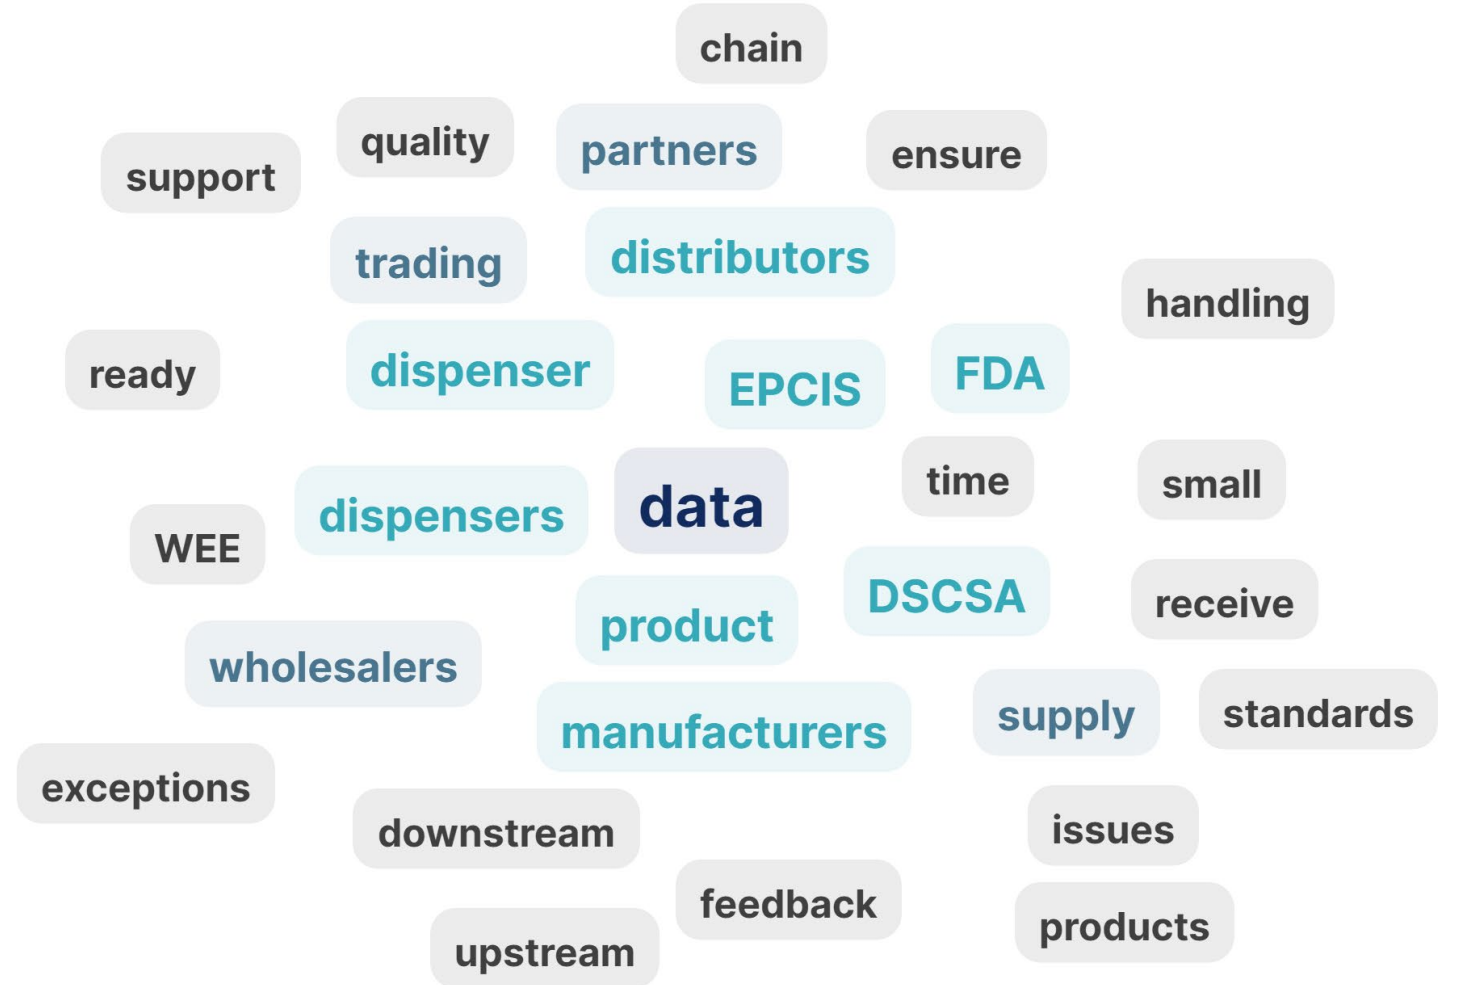 chain
quality
partners
ensure
support
trading
distributors
handling
ready
dispenser
EPCIS
FDA
time
small
dispensers
data
WEE
DSCSA
receive
product
wholesalers
supply
standards
manufacturers
exceptions
downstream
issues
feedback
products
upstream